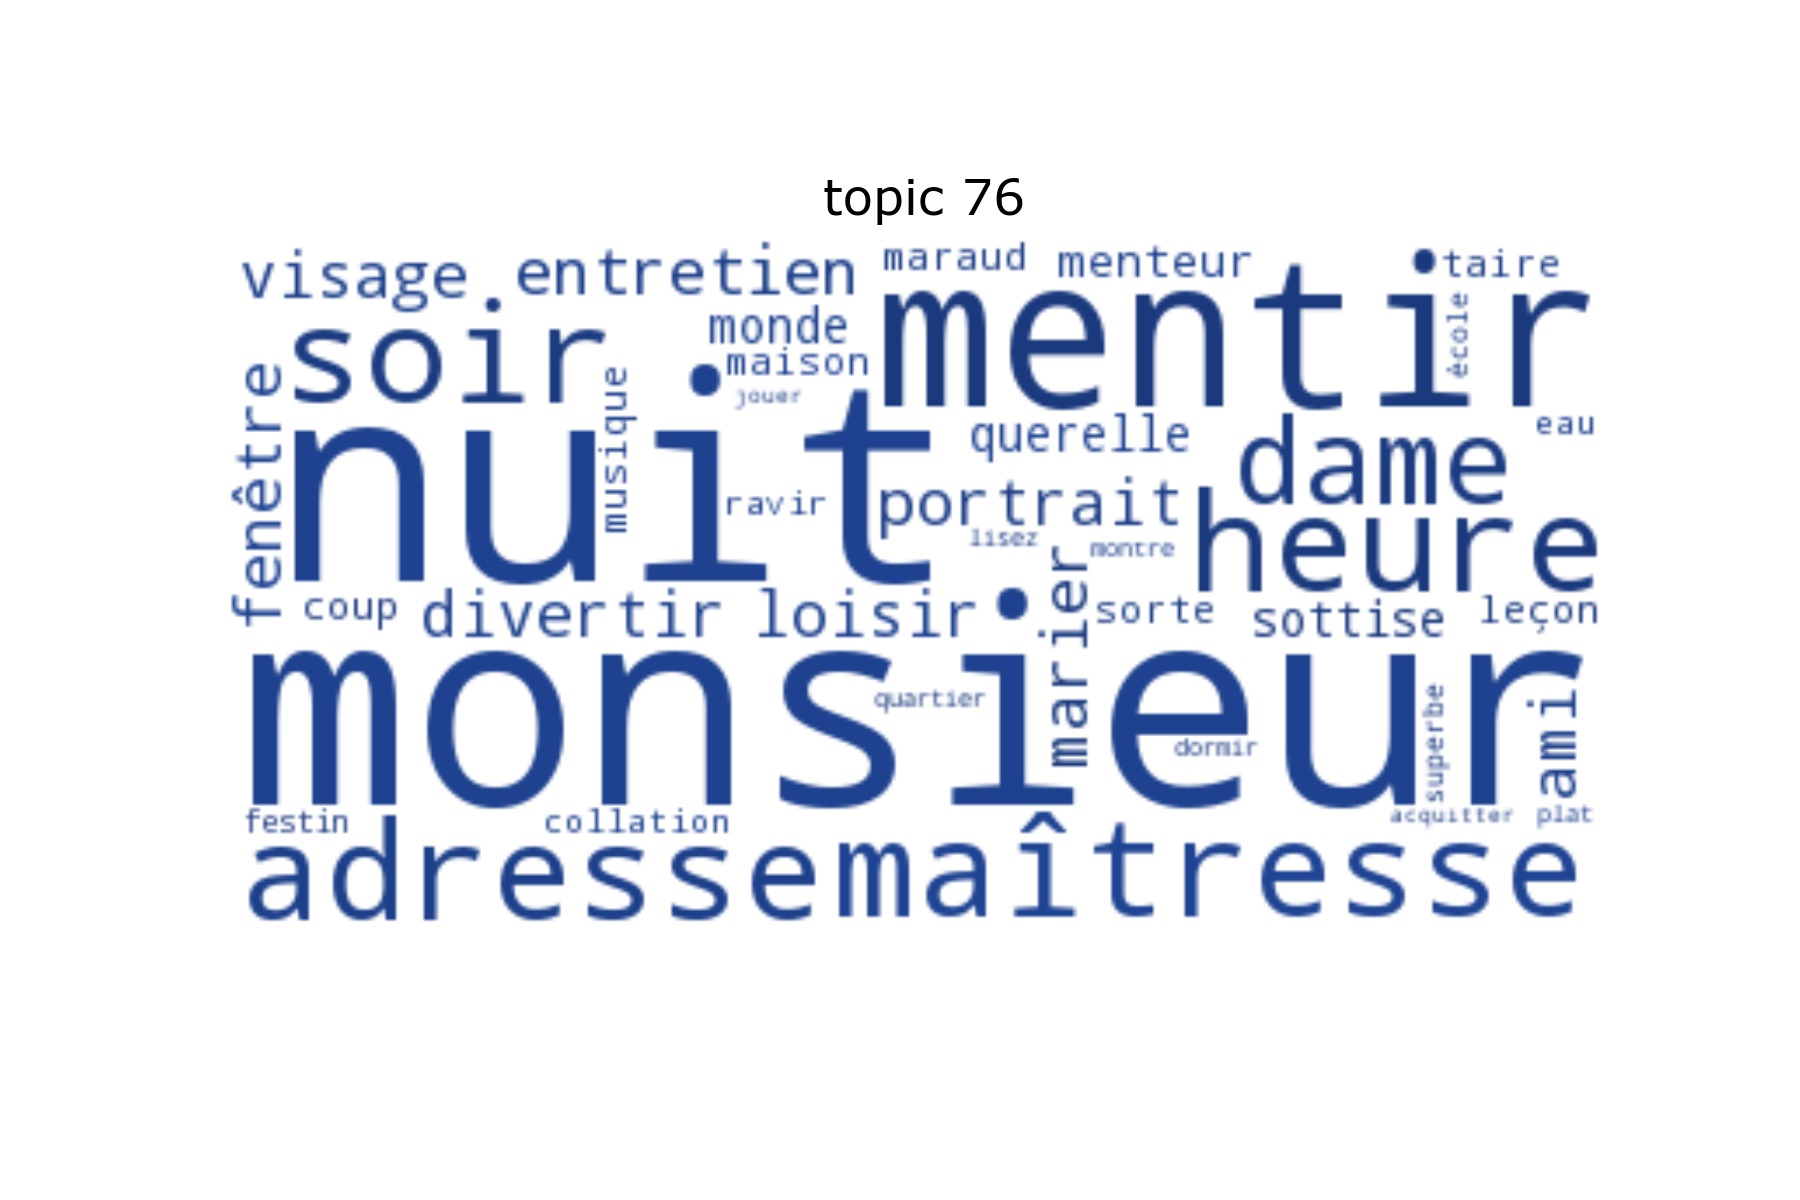 topic 76
visage entretien maraud menteur taire
soir monde mentir école
maison
jouer
fenêtre nuit musique querelle dame eau
ravir portrait heure
lisez montre
coup divertir loisir marier sorte sottise leçon
monsieur quartier dormir superbe ami
festin collation acquitter plat
adresse maîtresse